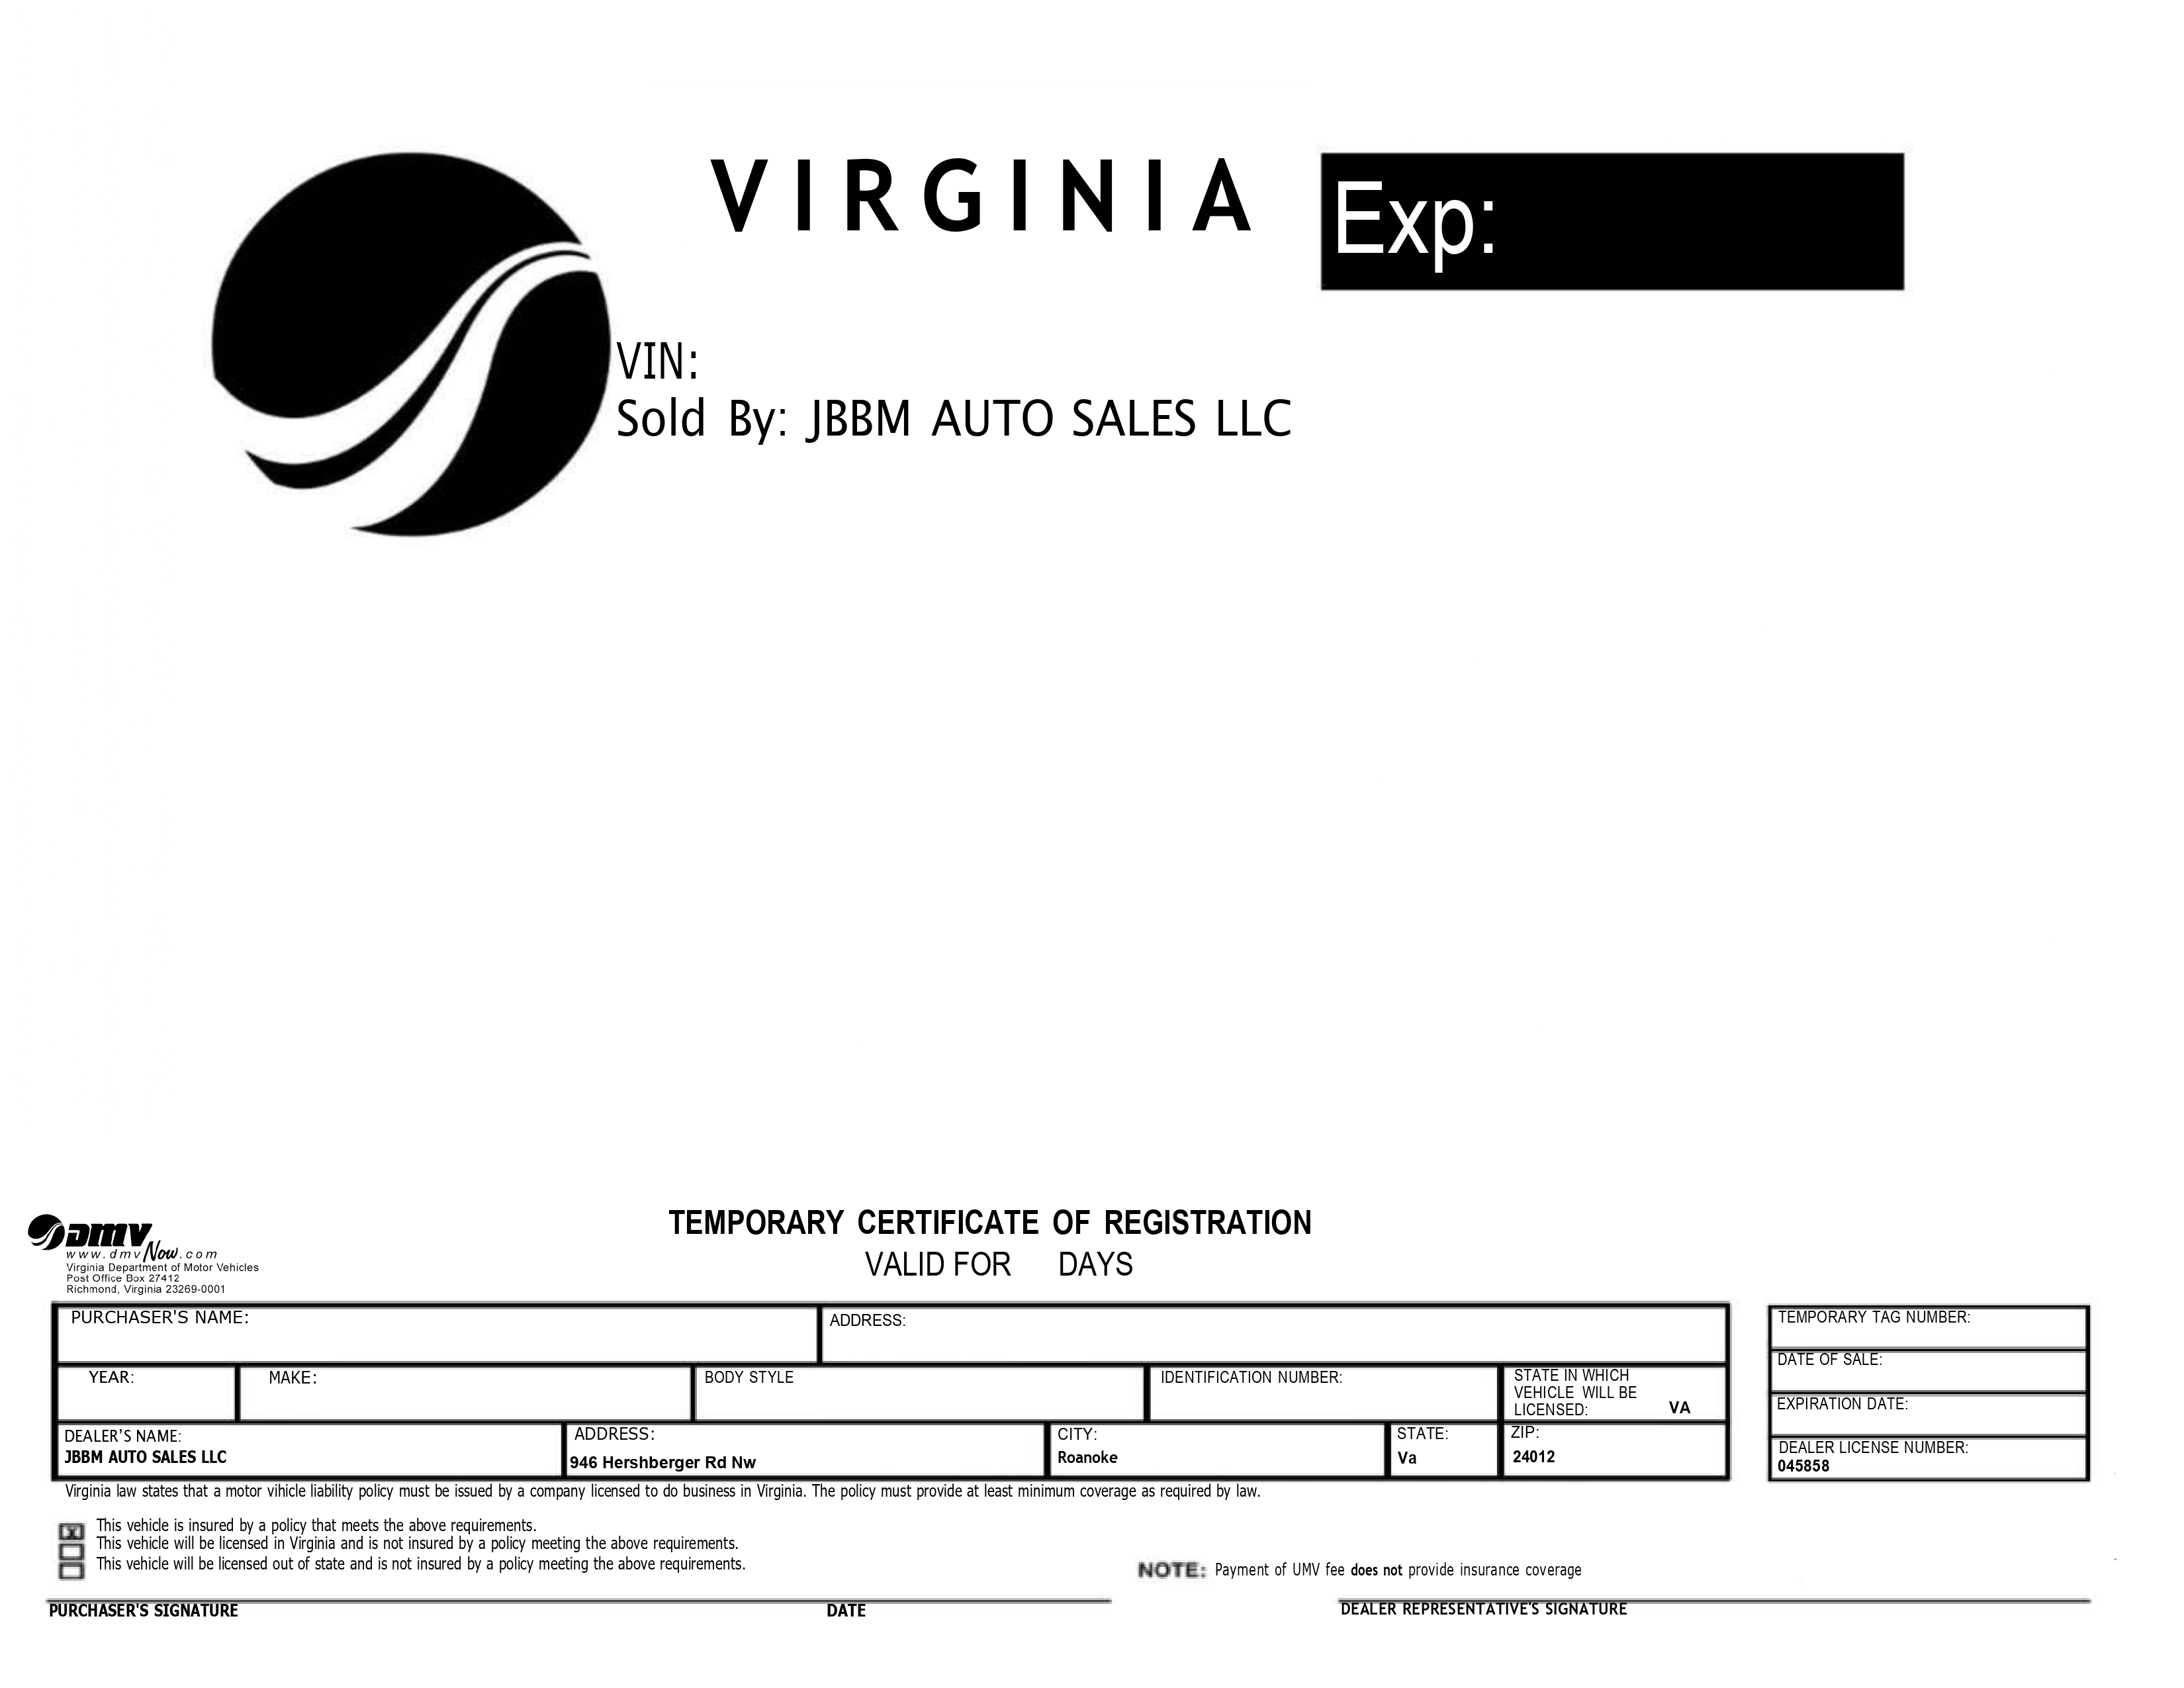 VIRGINIA
Exp:
VIN:
Sold By: JBBM AUTO SALES LLC
DMV
www.dmvNow.com
Virginia Department of Motor Vehicles
Post Office Box 27412
Richmond, Virginia 23269-0001
TEMPORARY CERTIFICATE OF REGISTRATION
VALID FOR DAYS
PURCHASER'S NAME:
ADDRESS:
YEAR:
MAKE:
BODY STYLE
IDENTIFICATION NUMBER:
STATE IN WHICH
VEHICLE WILL BE
LICENSED: VA
DEALER'S NAME:
JBBM AUTO SALES LLC
ADDRESS:
946 Hershberger Rd Nw
CITY:
Roanoke
STATE:
Va
ZIP:
24012
TEMPORARY TAG NUMBER:
DATE OF SALE:
EXPIRATION DATE:
DEALER LICENSE NUMBER:
045858
Virginia law states that a motor vihicle liability policy must be issued by a company licensed to do business in Virginia. The policy must provide at least minimum coverage as required by law.
x This vehicle is insured by a policy that meets the above requirements.
This vehicle will be licensed in Virginia and is not insured by a policy meeting the above requirements.
This vehicle will be licensed out of state and is not insured by a policy meeting the above requirements.
NOTE: Payment of UMV fee does not provide insurance coverage
PURCHASER'S SIGNATURE
DATE
DEALER REPRESENTATIVE'S SIGNATURE